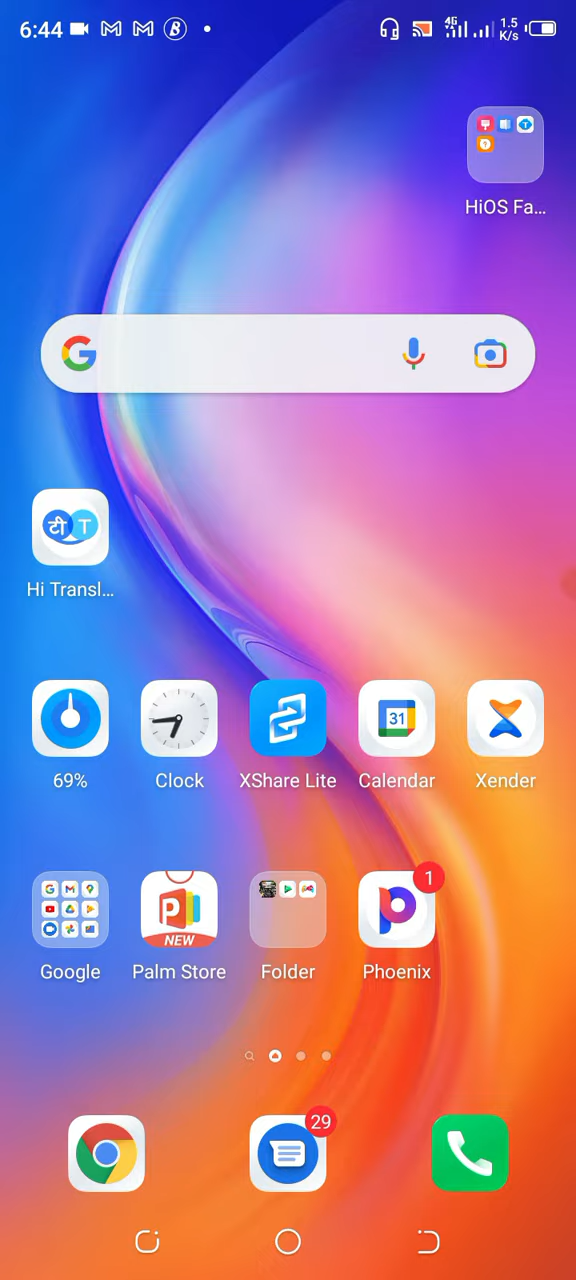 6:44
4G
1.5
K/s
HiOS Fa...
टी T
Hi Transl...
31
69%
Clock
XShare Lite
Calendar
Xender
NEW
1
Google
Palm Store
Folder
Phoenix
29